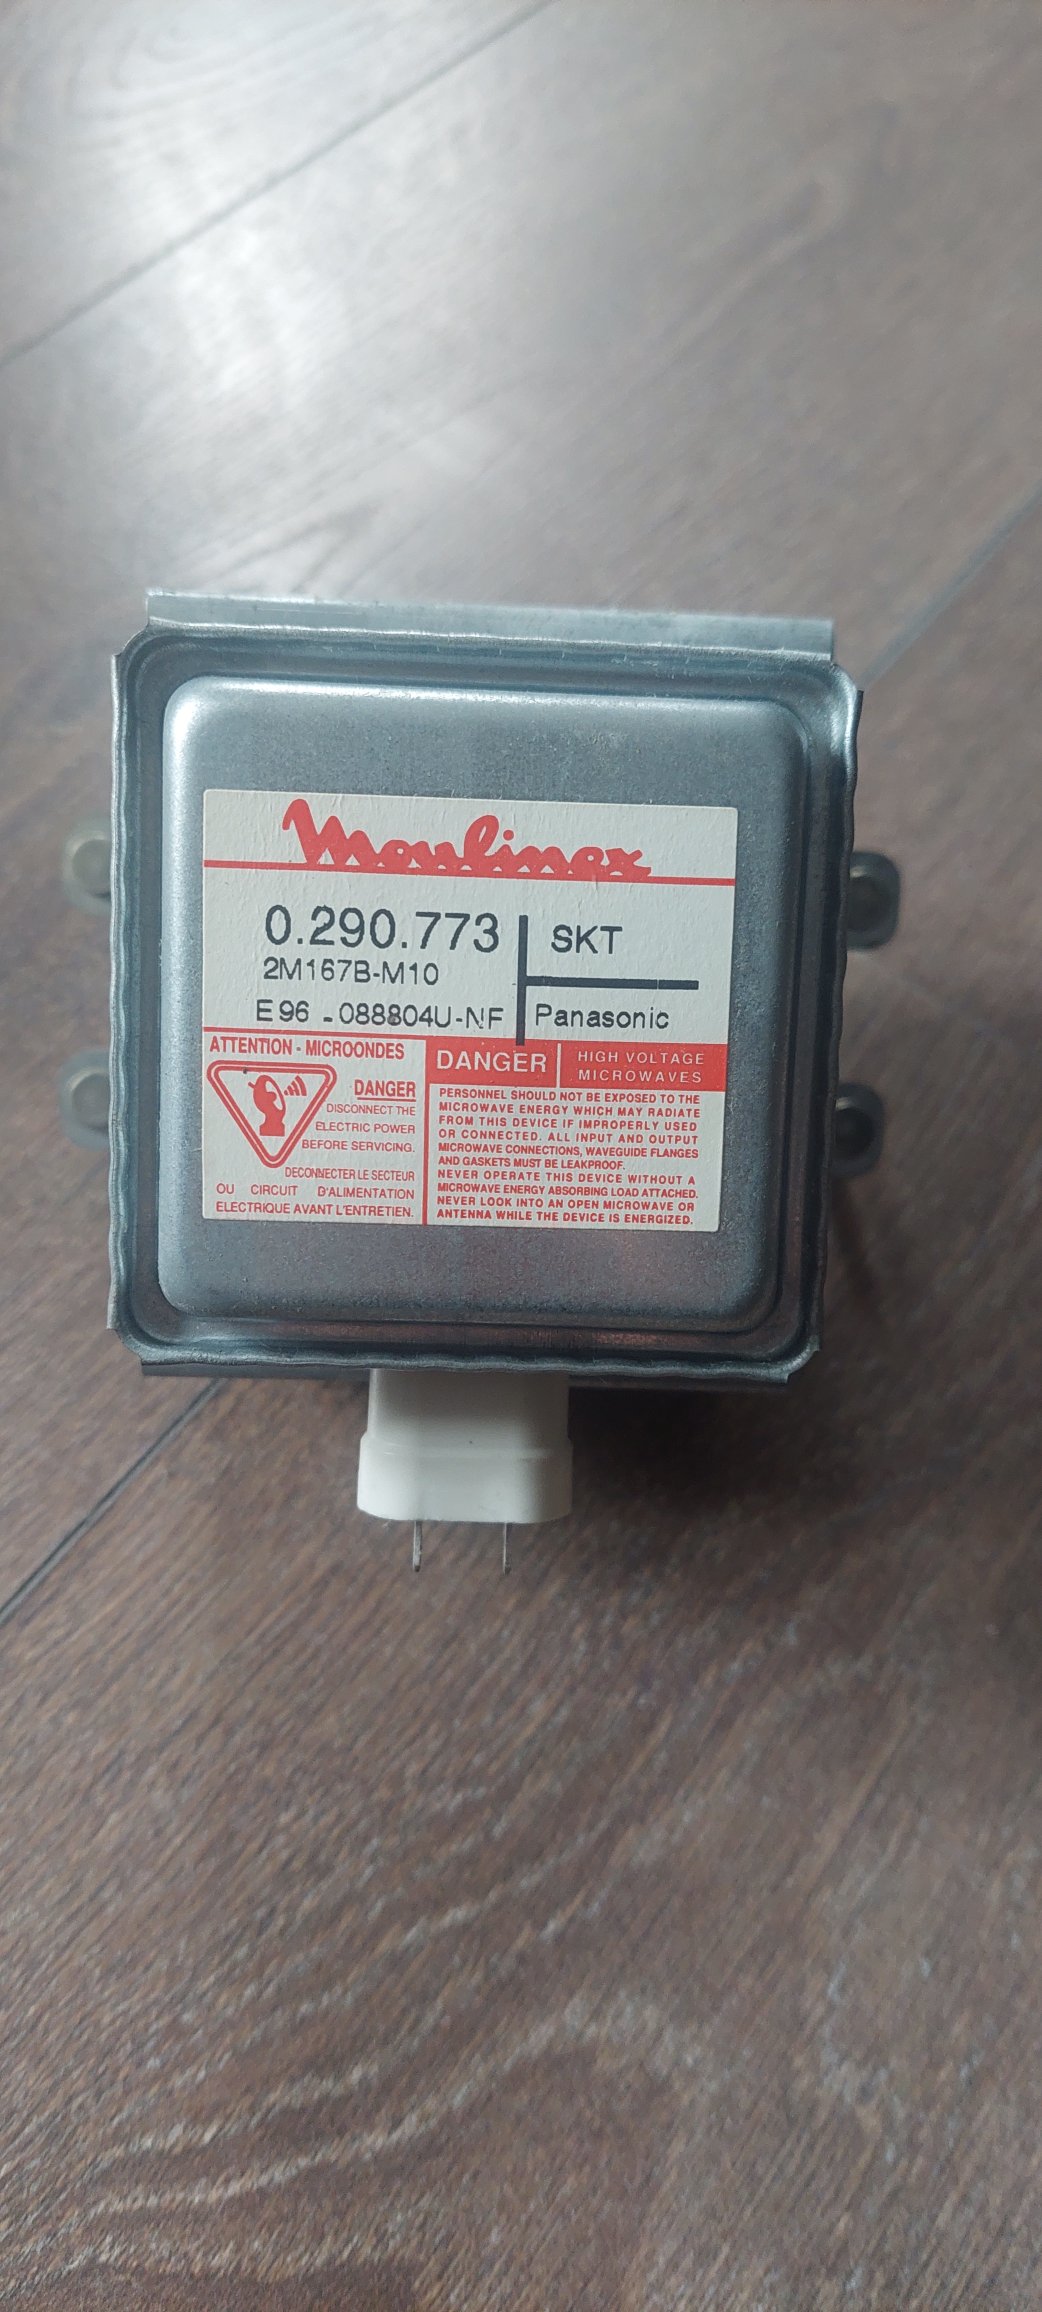 Moulinex
0.290.773
2M167B-M10
E96 - 088804U-NF
SKT
Panasonic
ATTENTION - MICROONDES
DANGER
DISCONNECT THE
ELECTRIC POWER
BEFORE SERVICING.
DECONNECTER LE SECTEUR
OU CIRCUIT D'ALIMENTATION
ELECTRIQUE AVANT L'ENTRETIEN.
DANGER
HIGH VOLTAGE
MICROWAVES
PERSONNEL SHOULD NOT BE EXPOSED TO THE
MICROWAVE ENERGY WHICH MAY RADIATE
FROM THIS DEVICE IF IMPROPERLY USED
OR CONNECTED. ALL INPUT AND OUTPUT
MICROWAVE CONNECTIONS, WAVEGUIDE FLANGES
AND GASKETS MUST BE LEAKPROOF.
NEVER OPERATE THIS DEVICE WITHOUT A
MICROWAVE ENERGY ABSORBING LOAD ATTACHED.
NEVER LOOK INTO AN OPEN MICROWAVE OR
ANTENNA WHILE THE DEVICE IS ENERGIZED.